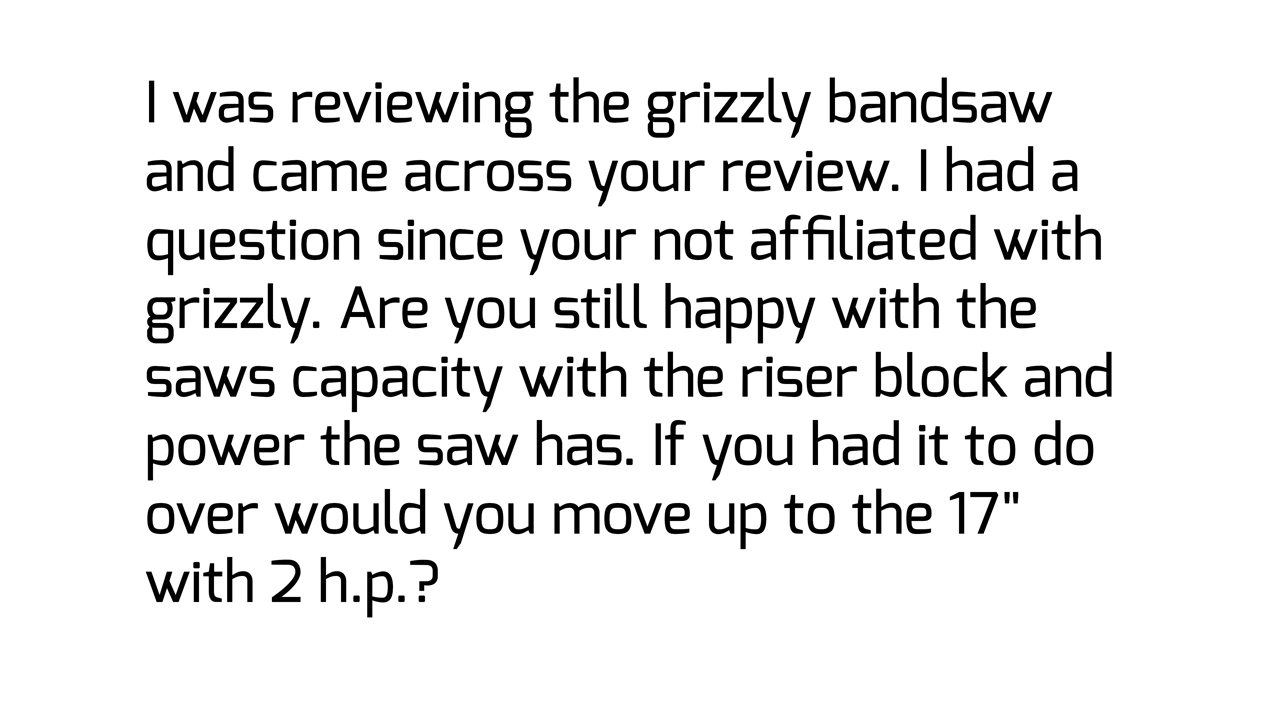 I was reviewing the grizzly bandsaw
and came across your review. I had a
question since your not affiliated with
grizzly. Are you still happy with the
saws capacity with the riser block and
power the saw has. If you had it to do
over would you move up to the 17"
with 2 h.p.?